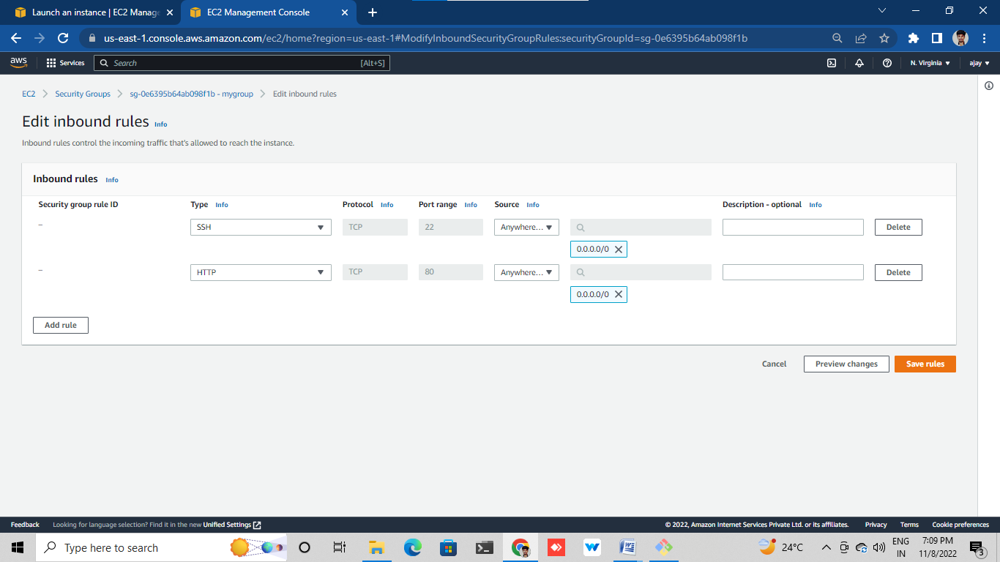 Launch an instance | EC2 Manage
EC2 Management Console
us-east-1.console.aws.amazon.com/ec2/home?region=us-east-1#ModifyInboundSecurityGroupRules:securityGroupId=sg-0e6395b64ab098f1b
aws Services Search [Alt+S] N. Virginia ajay
EC2 Security Groups sg-0e6395b64ab098f1b - mygroup Edit inbound rules
Edit inbound rules Info
Inbound rules control the incoming traffic that's allowed to reach the instance.
Inbound rules Info
Security group rule ID Type Info Protocol Info Port range Info Source Info Description - optional Info
– SSH TCP 22 Anywhere... Delete
0.0.0.0/0
– HTTP TCP 80 Anywhere... Delete
0.0.0.0/0
Add rule
Cancel Preview changes Save rules
Feedback Looking for language selection? Find it in the new Unified Settings © 2022, Amazon Internet Services Private Ltd. or its affiliates. Privacy Terms Cookie preferences
Type here to search 24°C ENG 7:09 PM
IN 11/8/2022 3